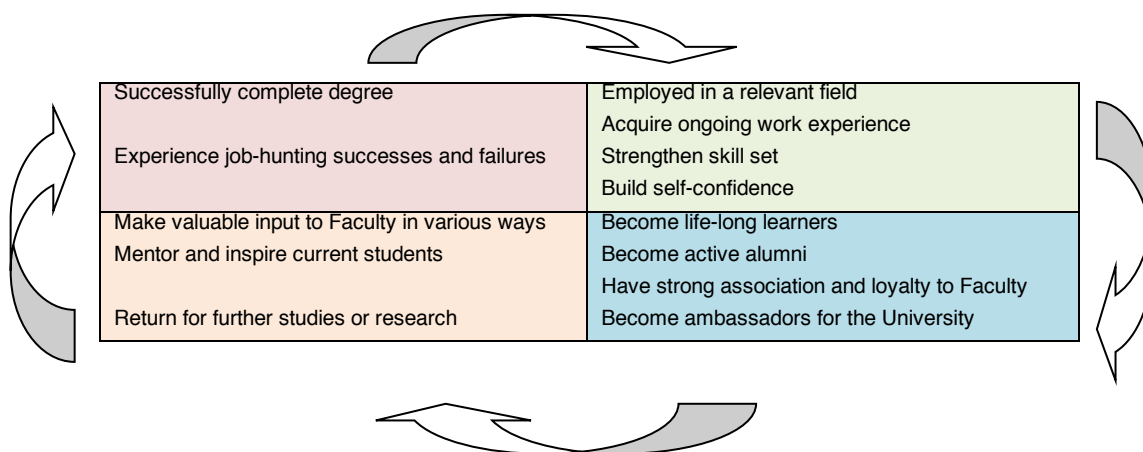 Successfully complete degree
Experience job-hunting successes and failures
Employed in a relevant field
Acquire ongoing work experience
Strengthen skill set
Build self-confidence
Make valuable input to Faculty in various ways
Mentor and inspire current students
Return for further studies or research
Become life-long learners
Become active alumni
Have strong association and loyalty to Faculty
Become ambassadors for the University